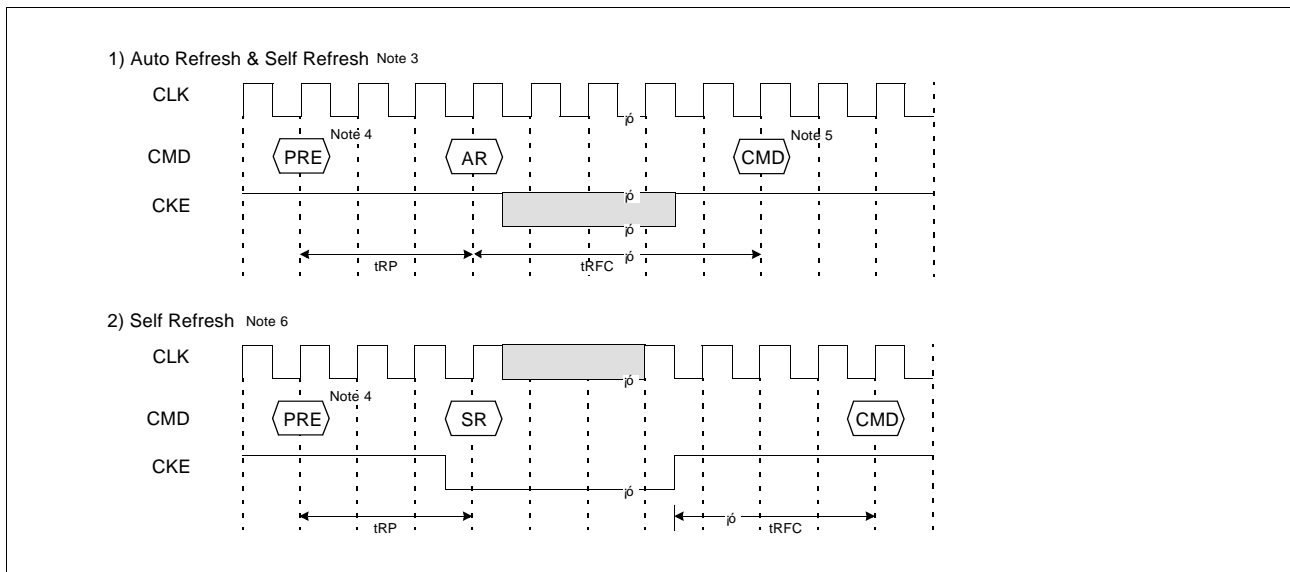 1) Auto Refresh & Self Refresh Note 3
CLK
¡ó
CMD PRE Note 4 AR CMD Note 5
CKE
¡ó
¡ó
¡ó
tRP tRFC
2) Self Refresh Note 6
CLK
¡ó
CMD PRE Note 4 SR CMD
CKE
¡ó
¡ó
tRP tRFC